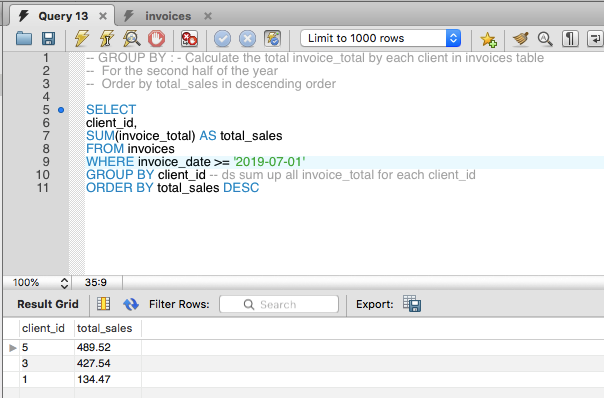 Query 13
invoices
Limit to 1000 rows
1 -- GROUP BY : - Calculate the total invoice_total by each client in invoices table
2 -- For the second half of the year
3 -- Order by total_sales in descending order
4
5 SELECT
6 client_id,
7 SUM(invoice_total) AS total_sales
8 FROM invoices
9 WHERE invoice_date >= '2019-07-01'
10 GROUP BY client_id -- ds sum up all invoice_total for each client_id
11 ORDER BY total_sales DESC
100% 35:9
Result Grid Filter Rows: Search Export:
client_id total_sales
5 489.52
3 427.54
1 134.47